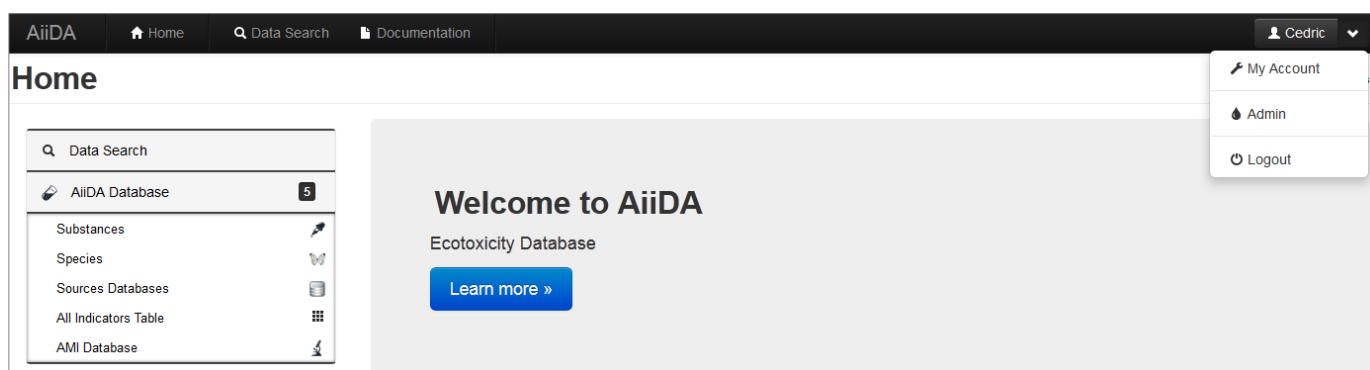 AiiDA Home Data Search Documentation Cedric
Home
My Account
Admin
Logout
Data Search
AiiDA Database 5
Substances
Species
Sources Databases
All Indicators Table
AMI Database
Welcome to AiiDA
Ecotoxicity Database
Learn more »